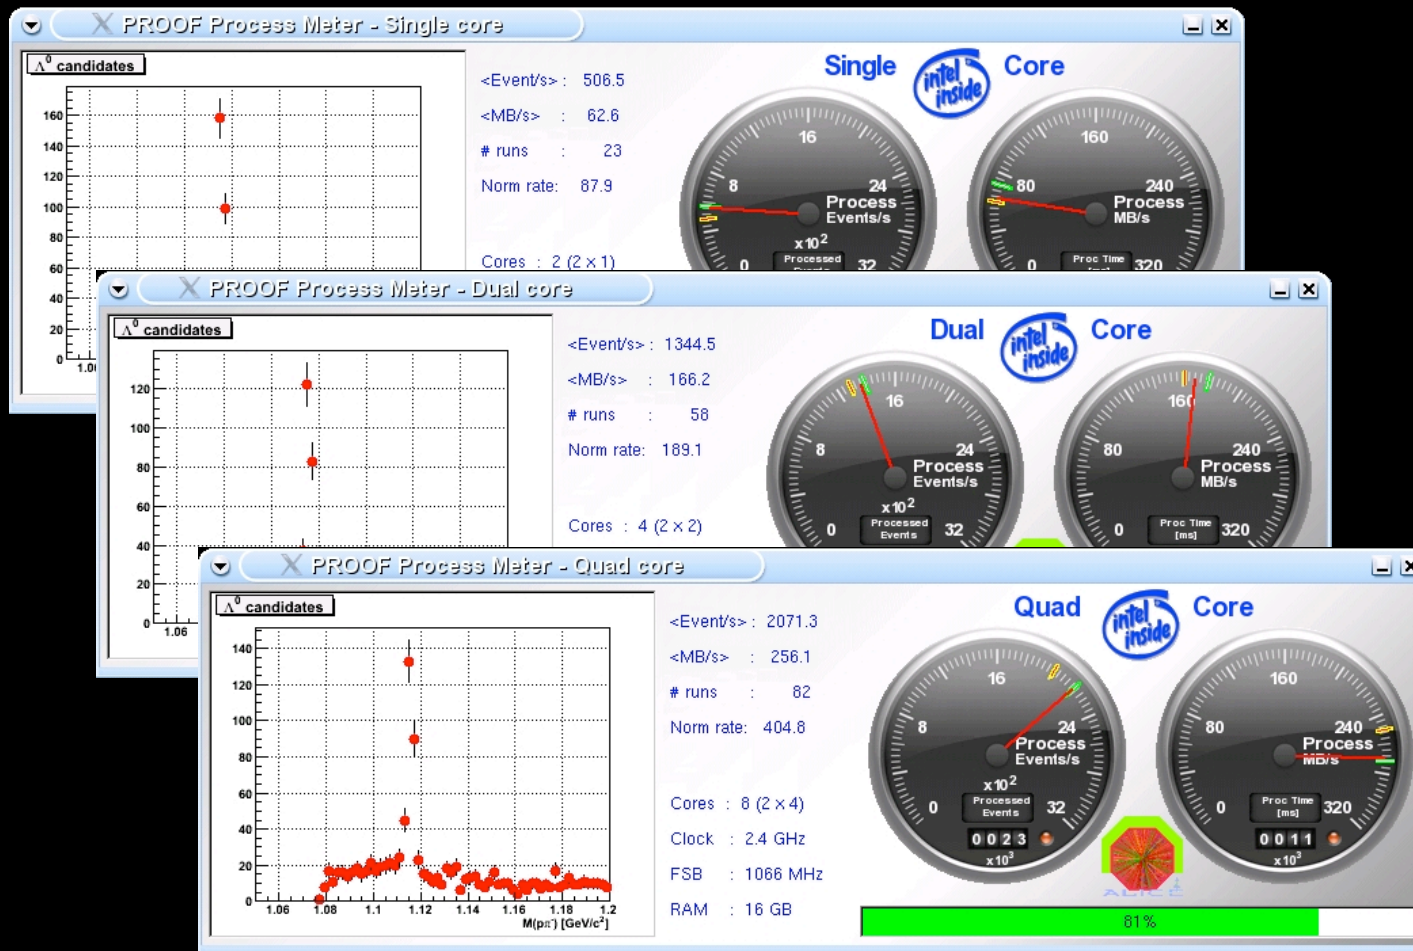 PROOF Process Meter - Single core
Λ⁰ candidates
160
140
120
100
80
60
40
20
0
<Event/s> : 506.5
<MB/s> : 62.6
# runs : 23
Norm rate: 87.9
Cores : 2 (2 x 1)
Single intel inside Core
16
8
24
Process
Events/s
x10²
0
Processed
32
160
80
240
Process
MB/s
0
Proc Time
320
PROOF Process Meter - Dual core
Λ⁰ candidates
120
100
80
60
40
20
0
1.06
<Event/s> : 1344.5
<MB/s> : 166.2
# runs : 58
Norm rate: 189.1
Cores : 4 (2 x 2)
Dual intel inside Core
16
8
24
Process
Events/s
x10²
0
Processed
Events
32
160
80
240
Process
MB/s
0
Proc Time
[ms]
320
PROOF Process Meter - Quad core
Λ⁰ candidates
140
120
100
80
60
40
20
0
1.06 1.08 1.1 1.12 1.14 1.16 1.18 1.2
M(pπ⁻) [GeV/c²]
<Event/s> : 2071.3
<MB/s> : 256.1
# runs : 82
Norm rate: 404.8
Cores : 8 (2 x 4)
Clock : 2.4 GHz
FSB : 1066 MHz
RAM : 16 GB
Quad intel inside Core
16
8
24
Process
Events/s
x10²
0
Processed
Events
32
0023
x10³
160
80
240
Process
MB/s
0
Proc Time
[ms]
320
0011
x10³
ALICE
81%